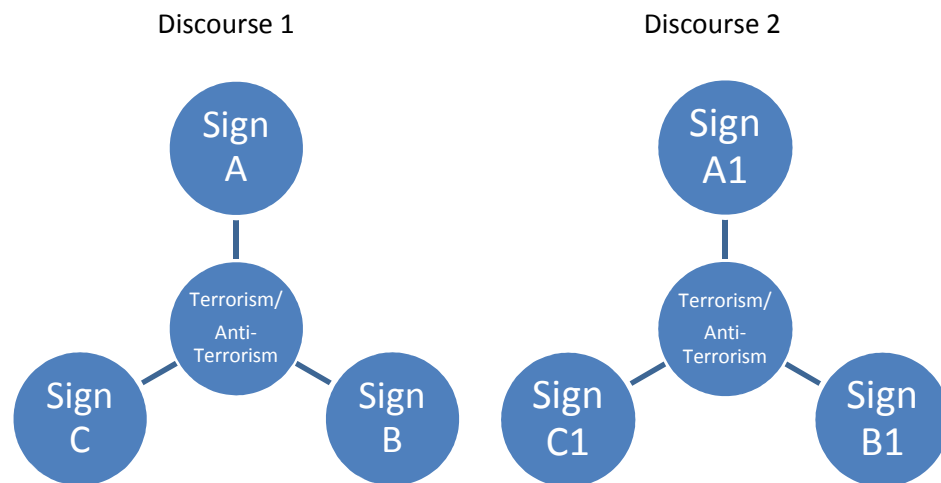 Discourse 1
Discourse 2
Sign
A
Terrorism/
Anti-
Terrorism
Sign
C
Sign
B
Sign
A1
Terrorism/
Anti-
Terrorism
Sign
C1
Sign
B1